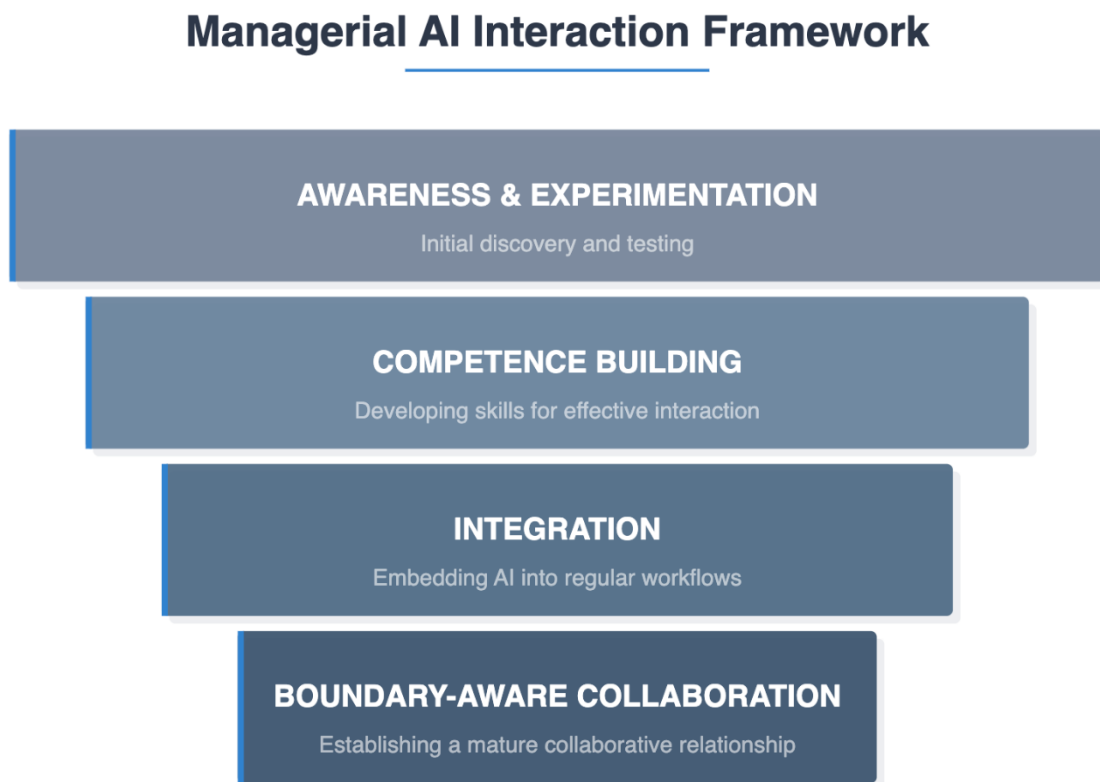 Managerial AI Interaction Framework
AWARENESS & EXPERIMENTATION
Initial discovery and testing
COMPETENCE BUILDING
Developing skills for effective interaction
INTEGRATION
Embedding AI into regular workflows
BOUNDARY-AWARE COLLABORATION
Establishing a mature collaborative relationship